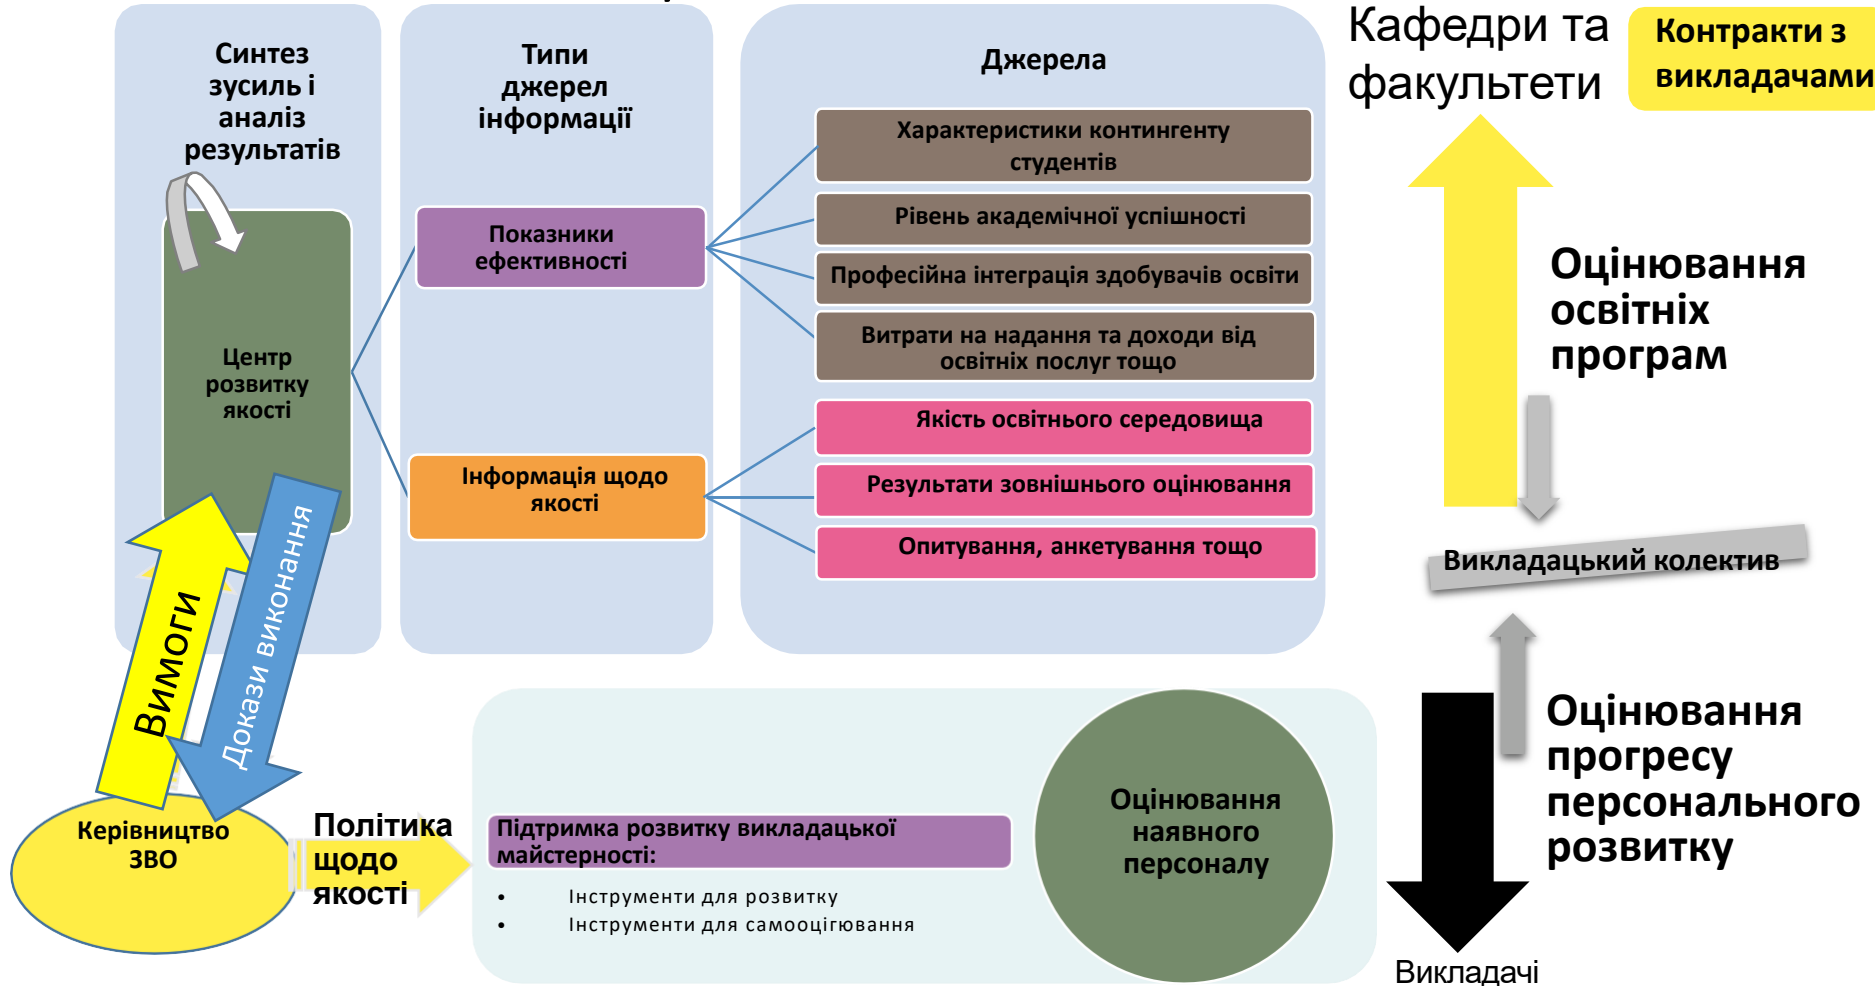 Синтез
зусиль і
аналіз
результатів
Типи
джерел
інформації
Джерела
Кафедри та
факультети
Контракти з
викладачами
Характеристики контингенту
студентів
Рівень академічної успішності
Показники
ефективності
Професійна інтеграція здобувачів освіти
Витрати на надання та доходи від
освітніх послуг тощо
Центр
розвитку
якості
Оцінювання
освітніх
програм
Якість освітнього середовища
Інформація щодо
якості
Результати зовнішнього оцінювання
Опитування, анкетування тощо
Викладацький колектив
Вимоги
Докази виконання
Керівництво
ЗВО
Політика
щодо
якості
Підтримка розвитку викладацької
майстерності:
• Інструменти для розвитку
• Інструменти для самооцігювання
Оцінювання
наявного
персоналу
Оцінювання
прогресу
персонального
розвитку
Викладачі